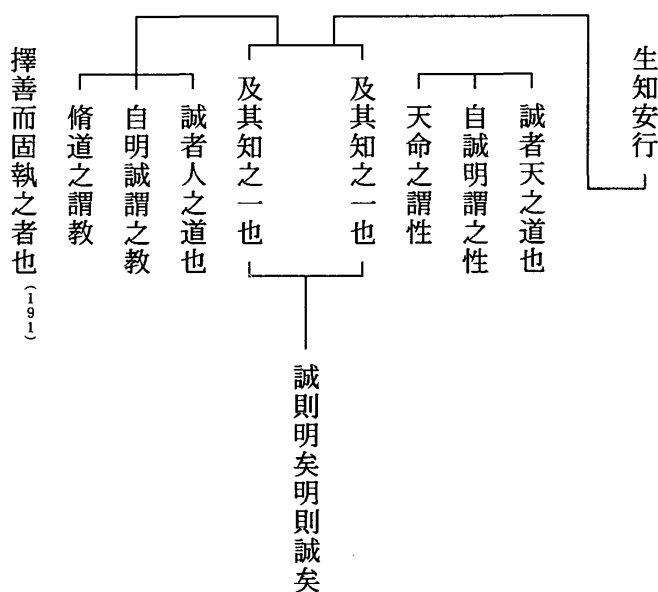 生知安行
誠者天之道也
自誠明謂之性
天命之謂性
及其知之一也
及其知之一也
誠則明矣明則誠矣
誠者人之道也
自明誠謂之教
脩道之謂教
擇善而固執之者也(191)